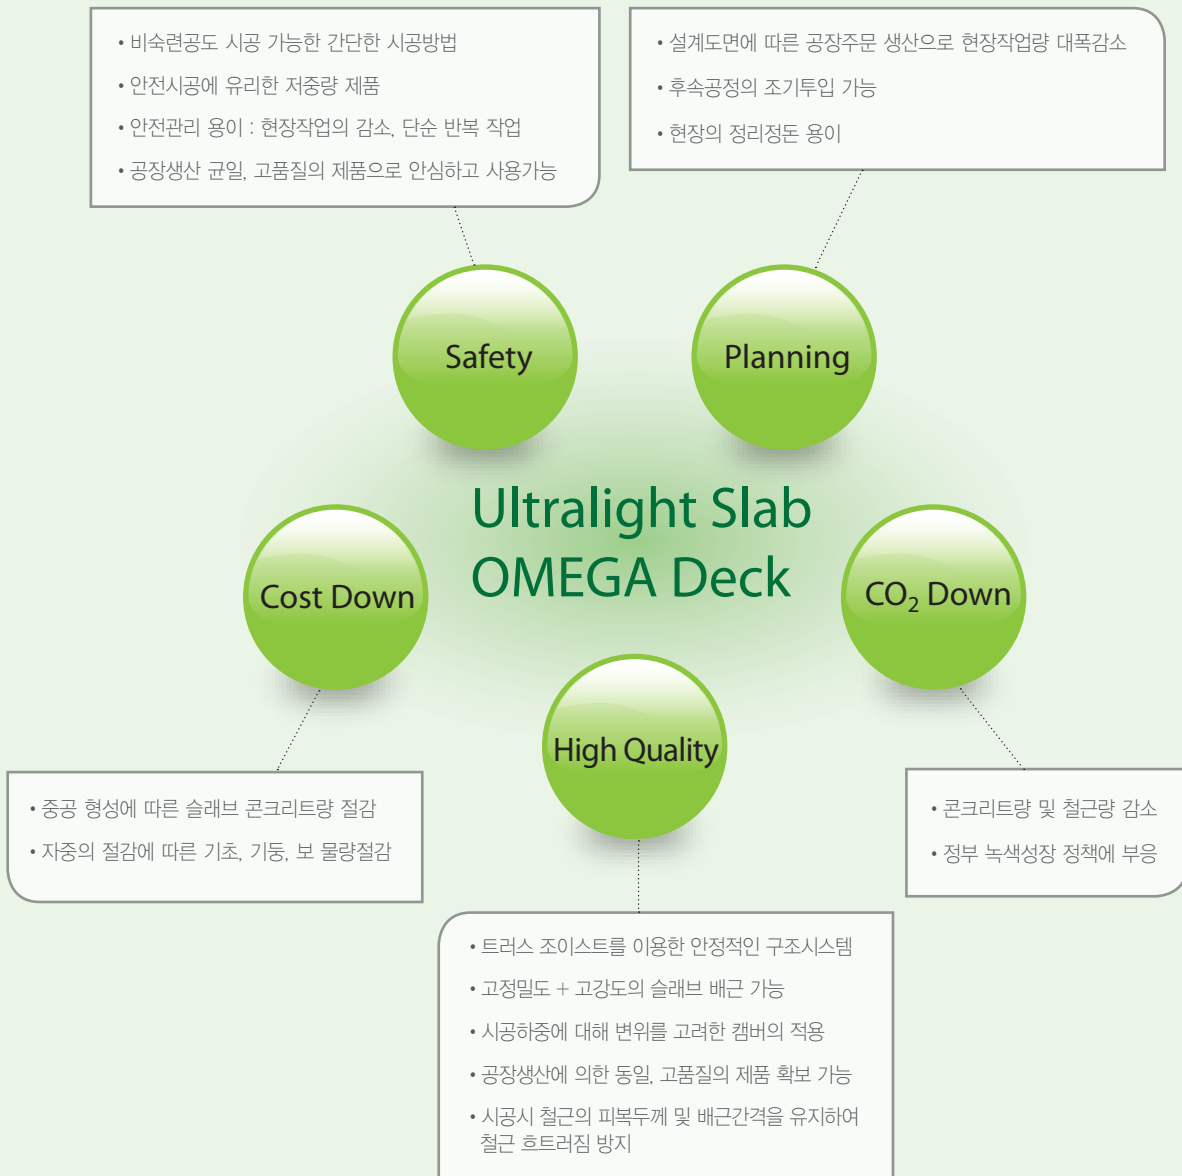 • 비숙련공도 시공 가능한 간단한 시공방법
• 안전시공에 유리한 저중량 제품
• 안전관리 용이 : 현장작업의 감소, 단순 반복 작업
• 공장생산 균일, 고품질의 제품으로 안심하고 사용가능
• 설계도면에 따른 공장주문 생산으로 현장작업량 대폭감소
• 후속공정의 조기투입 가능
• 현장의 정리정돈 용이
Safety
Planning
Ultralight Slab
OMEGA Deck
Cost Down
CO₂ Down
High Quality
• 중공 형성에 따른 슬래브 콘크리트량 절감
• 자중의 절감에 따른 기초, 기둥, 보 물량절감
• 콘크리트량 및 철근량 감소
• 정부 녹색성장 정책에 부응
• 트러스 조이스트를 이용한 안정적인 구조시스템
• 고정밀도 + 고강도의 슬래브 배근 가능
• 시공하중에 대해 변위를 고려한 캠버의 적용
• 공장생산에 의한 동일, 고품질의 제품 확보 가능
• 시공시 철근의 피복두께 및 배근간격을 유지하여
철근 흐트러짐 방지